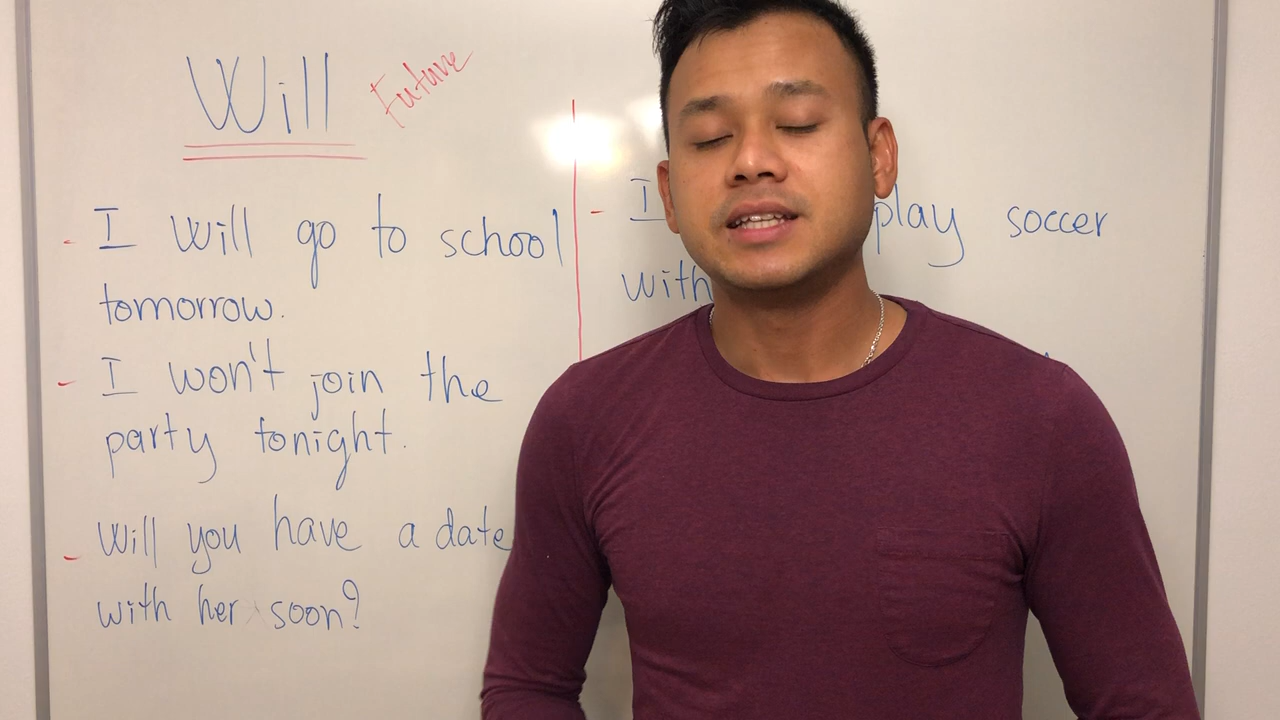 Will Future
- I will go to school
tomorrow.
- I won't join the
party tonight.
- Will you have a date
with her soon?
- I play soccer
with